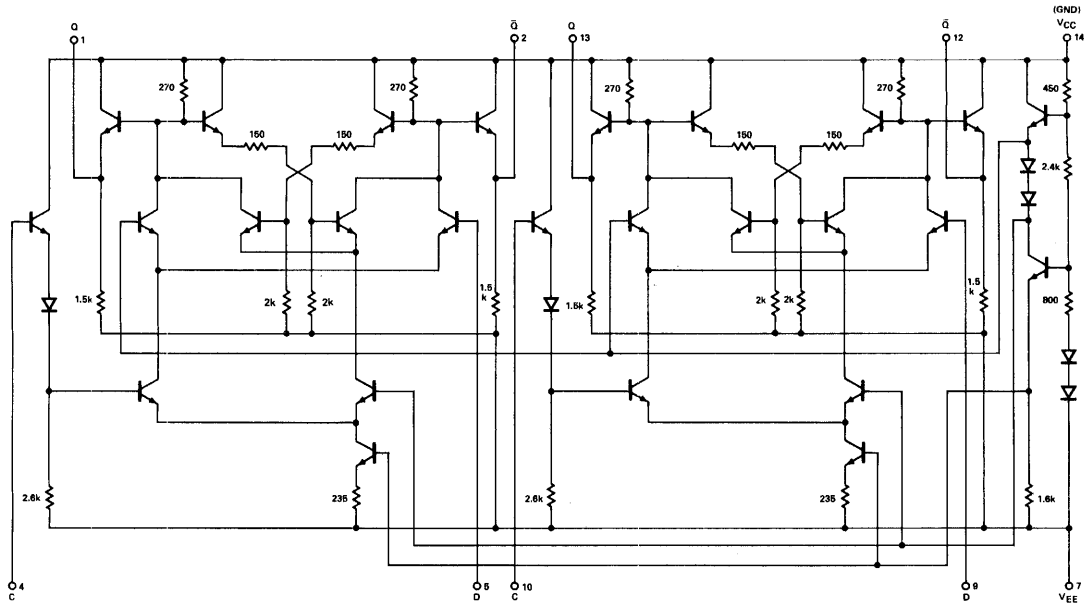 (GND)
Q Q̅ Q Q̅ VCC
1 2 13 12 14
270 270 270 270 450
150 150 150 150
2.4k
1.5k 2k 2k 1.5
k 1.5k 2k 2k 1.5
k 800
2.6k 235 2.6k 235 1.6k
4 5 10 9 7
C D C D VEE